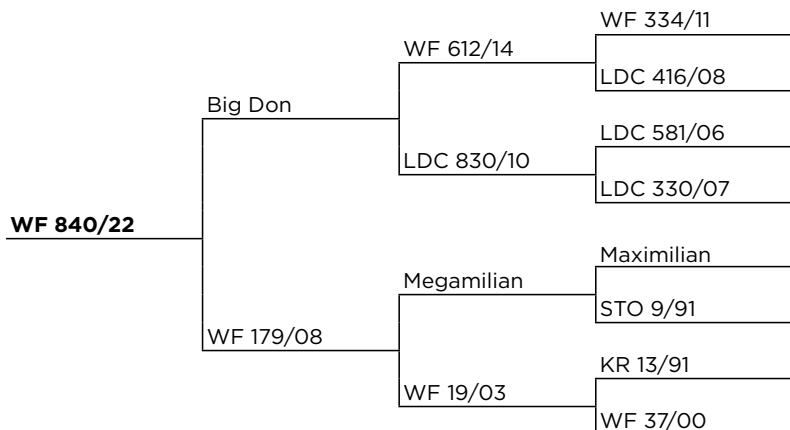 WF 334/11
WF 612/14
LDC 416/08
Big Don
LDC 581/06
LDC 830/10
LDC 330/07
WF 840/22
Maximilian
Megamilian
STO 9/91
WF 179/08
KR 13/91
WF 19/03
WF 37/00